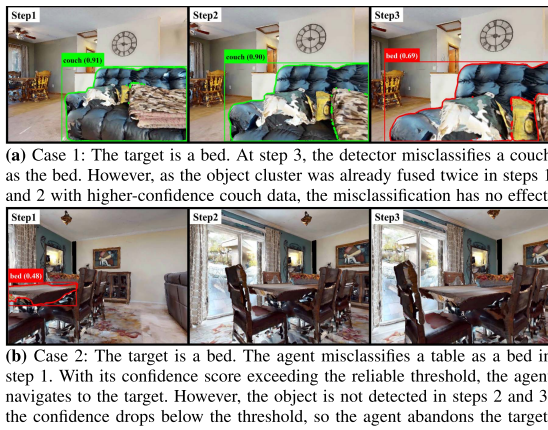 Step1
Step2
Step3
couch (0.91)
couch (0.90)
bed (0.69)
(a) Case 1: The target is a bed. At step 3, the detector misclassifies a couch
as the bed. However, as the object cluster was already fused twice in steps 1
and 2 with higher-confidence couch data, the misclassification has no effect
Step1
Step2
Step3
bed (0.48)
(b) Case 2: The target is a bed. The agent misclassifies a table as a bed in
step 1. With its confidence score exceeding the reliable threshold, the agent
navigates to the target. However, the object is not detected in steps 2 and 3,
the confidence drops below the threshold, so the agent abandons the target